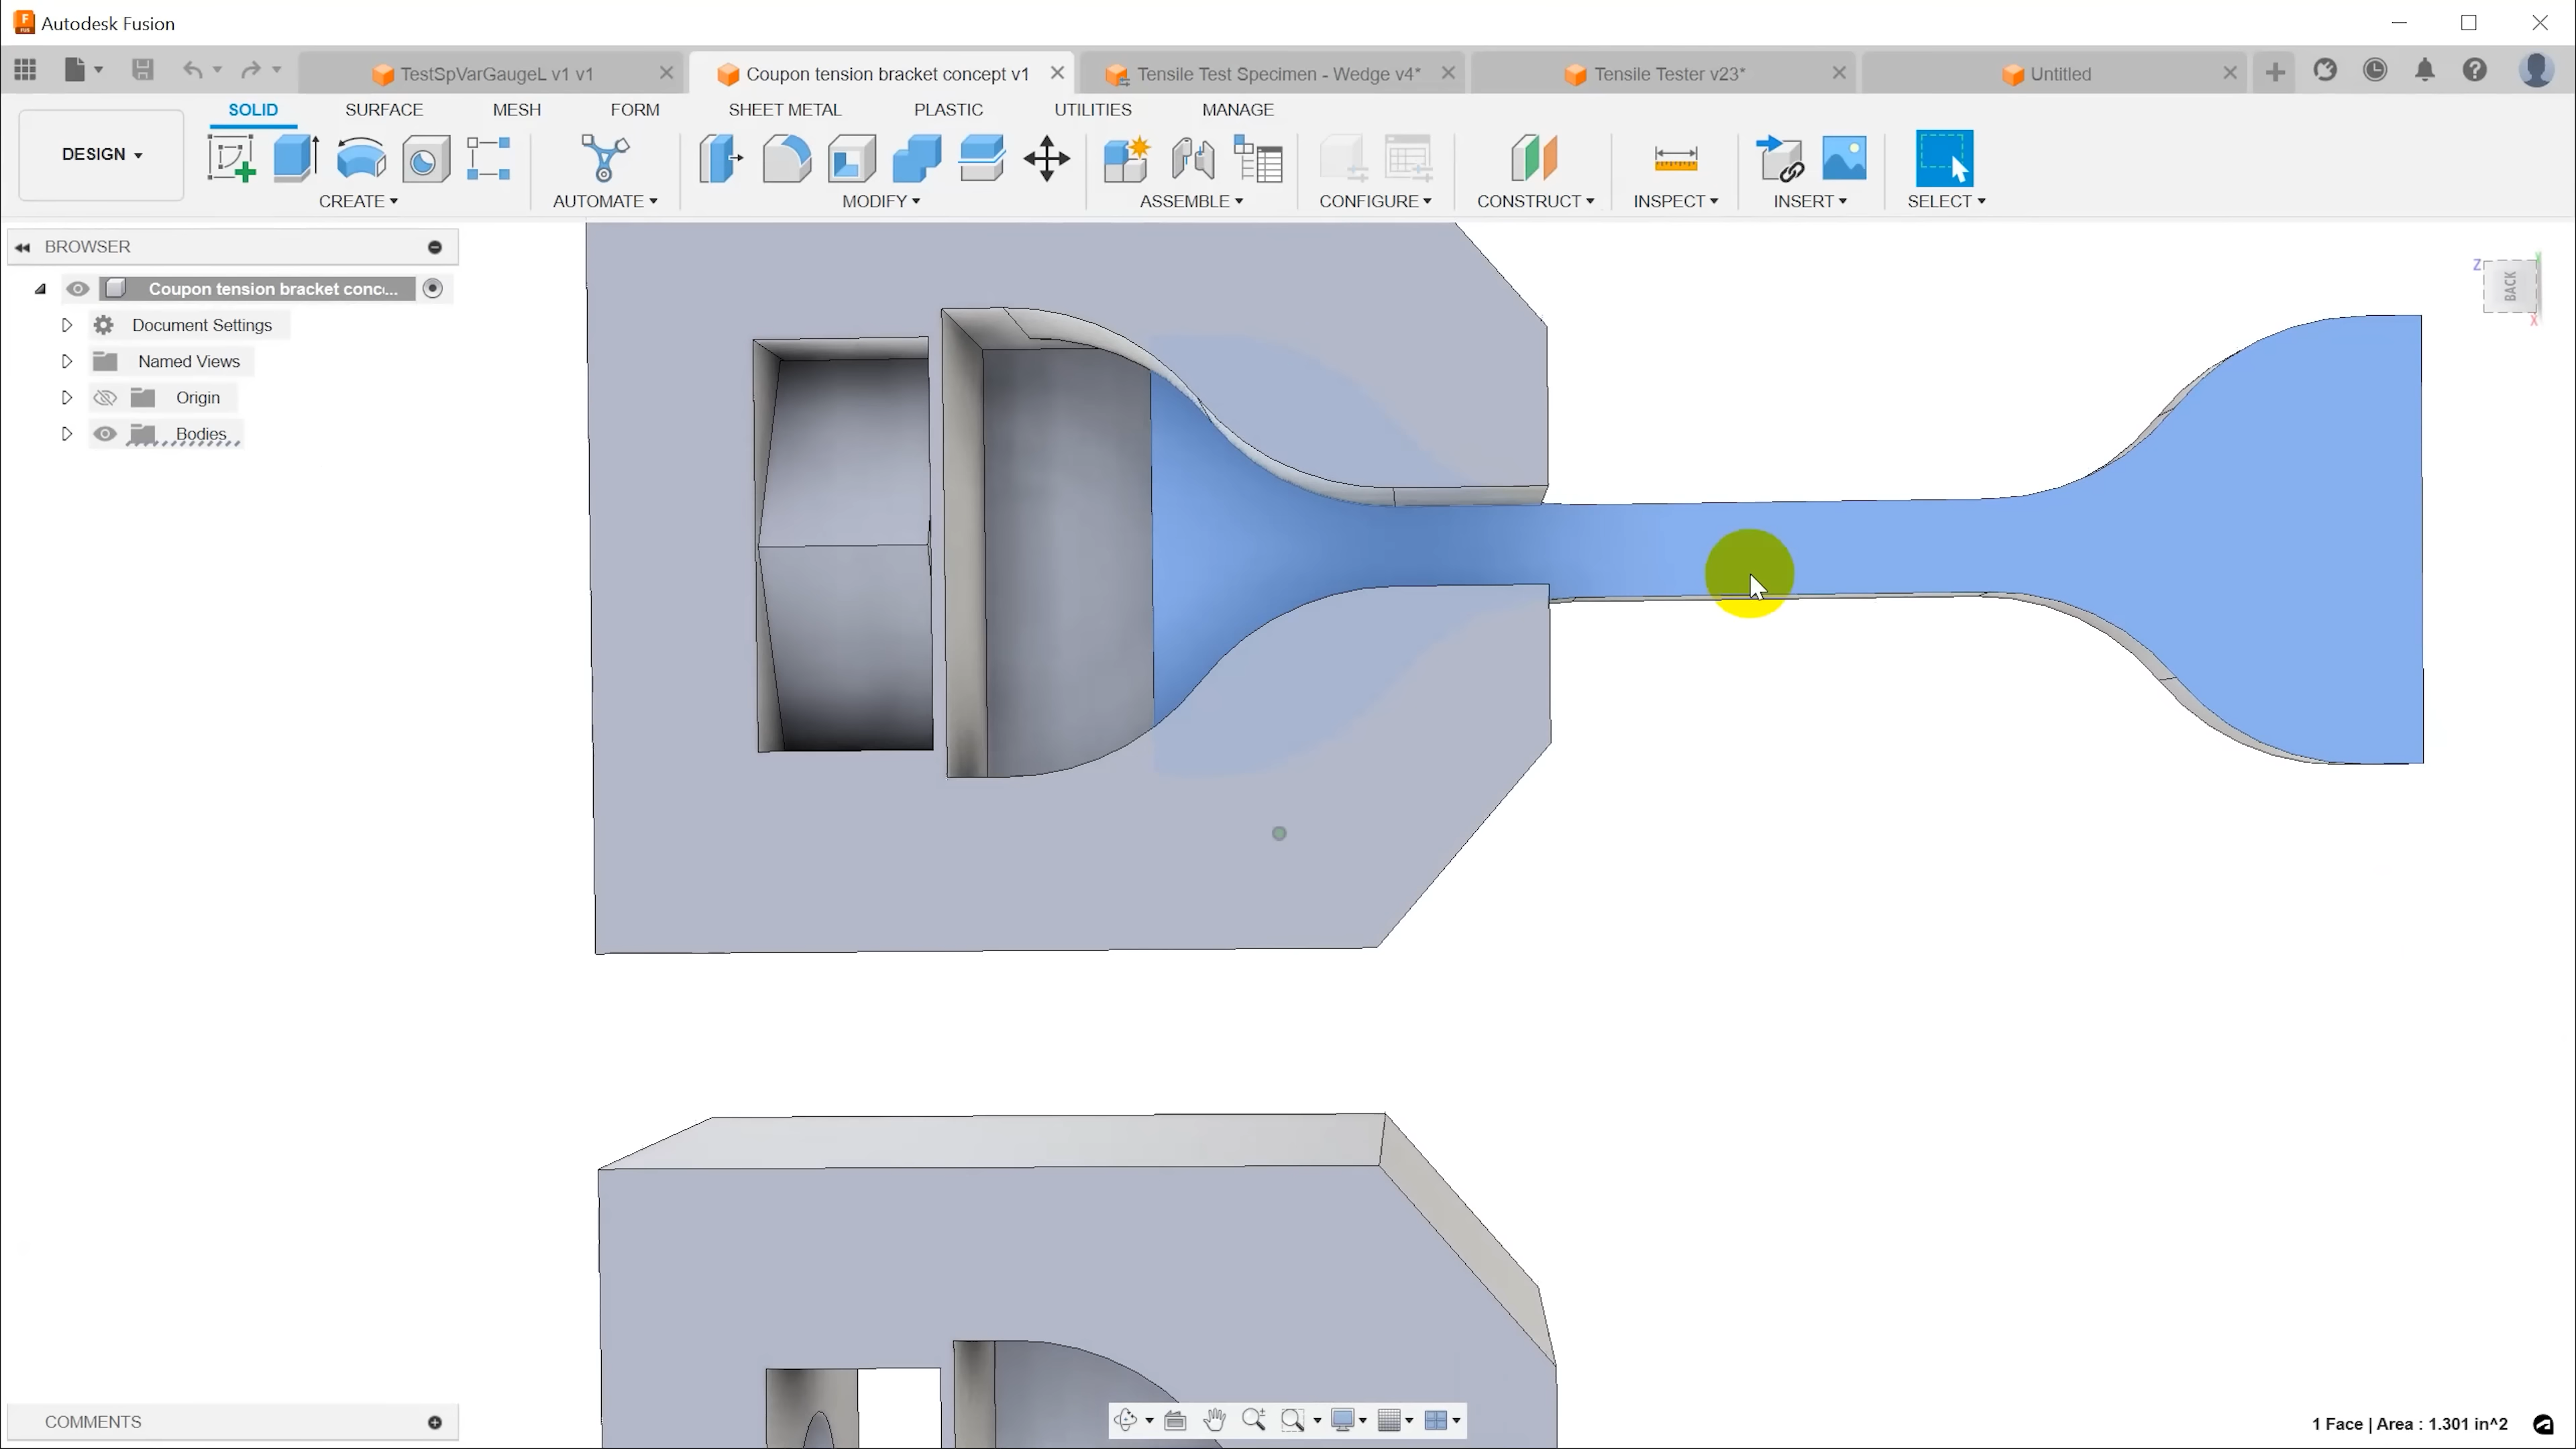 Autodesk Fusion
TestSpVarGaugeL v1 v1
Coupon tension bracket concept v1
Tensile Test Specimen - Wedge v4*
Tensile Tester v23*
Untitled
SOLID
SURFACE
MESH
FORM
SHEET METAL
PLASTIC
UTILITIES
MANAGE
DESIGN
CREATE
AUTOMATE
MODIFY
ASSEMBLE
CONFIGURE
CONSTRUCT
INSPECT
INSERT
SELECT
BROWSER
Coupon tension bracket conc...
Document Settings
Named Views
Origin
Bodies
Z
BACK
X
COMMENTS
1 Face | Area : 1.301 in^2